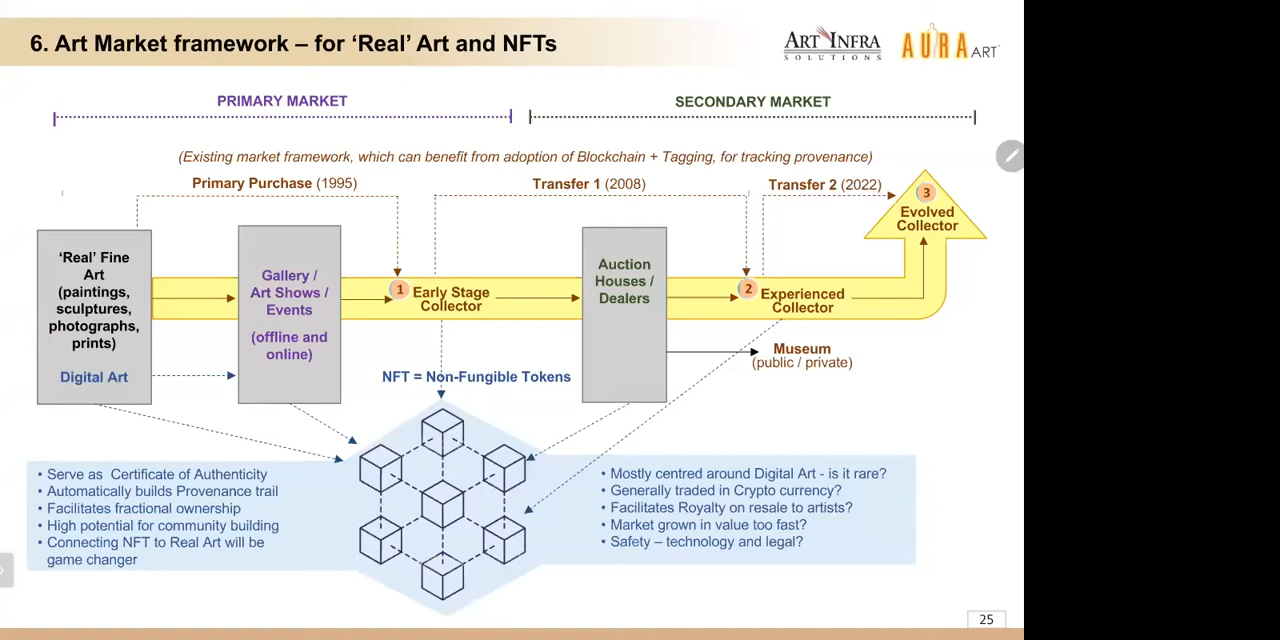 6. Art Market framework – for ‘Real’ Art and NFTs
ART INFRA
SOLUTIONS
AURA ART
PRIMARY MARKET
SECONDARY MARKET
(Existing market framework, which can benefit from adoption of Blockchain + Tagging, for tracking provenance)
Primary Purchase (1995)
Transfer 1 (2008)
Transfer 2 (2022)
3
Evolved
Collector
‘Real’ Fine
Art
(paintings,
sculptures,
photographs,
prints)
Digital Art
Gallery /
Art Shows /
Events
(offline and
online)
1
Early Stage
Collector
Auction
Houses /
Dealers
2
Experienced
Collector
Museum
(public / private)
NFT = Non-Fungible Tokens
• Serve as Certificate of Authenticity
• Automatically builds Provenance trail
• Facilitates fractional ownership
• High potential for community building
• Connecting NFT to Real Art will be
game changer
• Mostly centred around Digital Art - is it rare?
• Generally traded in Crypto currency?
• Facilitates Royalty on resale to artists?
• Market grown in value too fast?
• Safety – technology and legal?
25